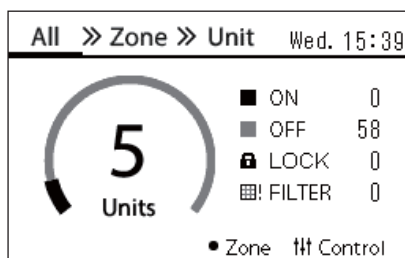 All >> Zone >> Unit Wed. 15:39
5
Units
ON 0
OFF 58
LOCK 0
! FILTER 0
● Zone Control